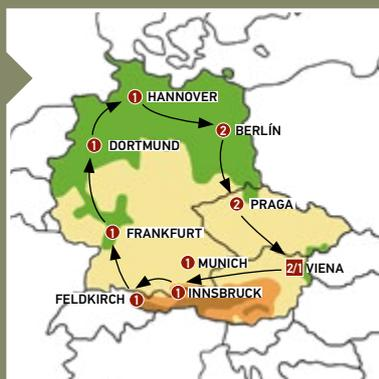 1 HANNOVER
2 BERLÍN
1 DORTMUND
2 PRAGA
1 FRANKFURT
1 MUNICH
2/1 VIENA
1 INNSBRUCK
FELDKIRCH 1